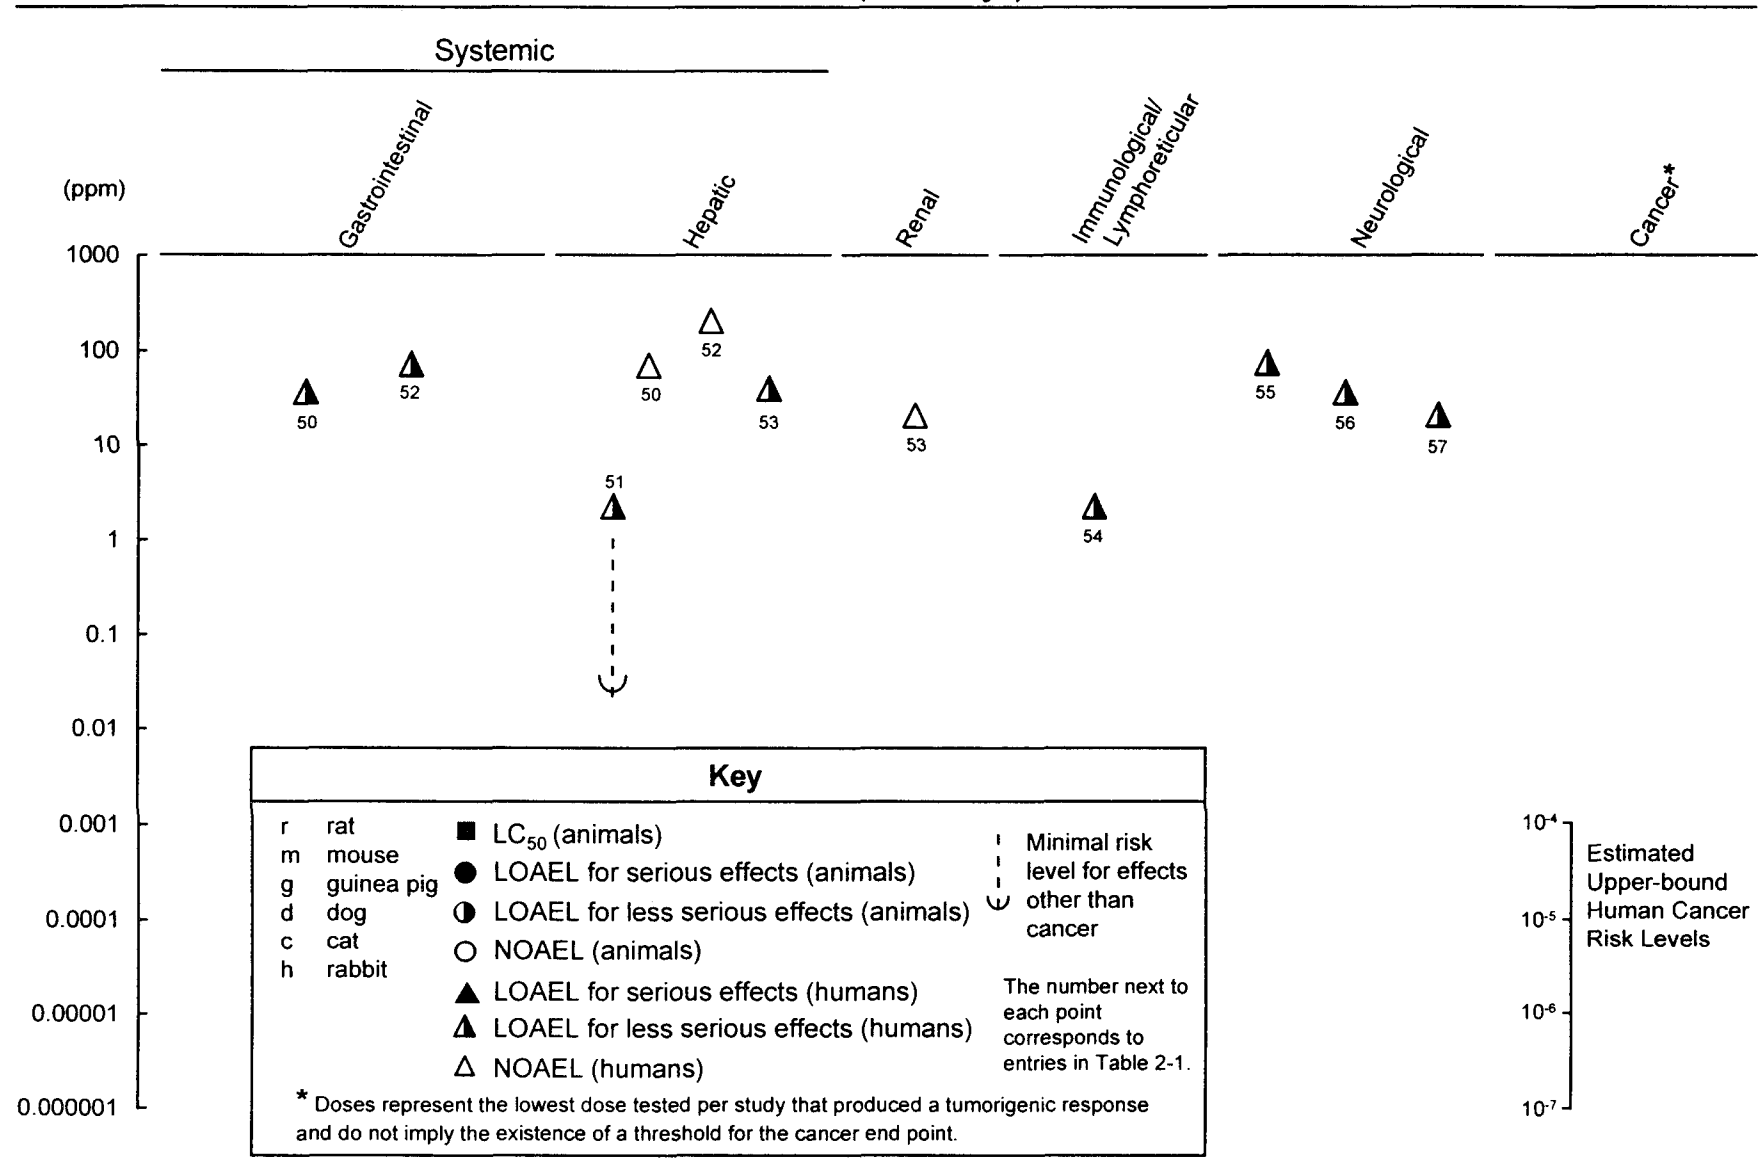 Systemic
Gastrointestinal
Hepatic
Renal
Immunological/
Lymphoreticular
Neurological
Cancer*
(ppm)
1000
100
10
1
0.1
0.01
0.001
0.0001
0.00001
0.000001
50
52
51
50
52
53
53
54
55
56
57
Key
r rat
m mouse
g guinea pig
d dog
c cat
h rabbit
LC50 (animals)
LOAEL for serious effects (animals)
LOAEL for less serious effects (animals)
NOAEL (animals)
LOAEL for serious effects (humans)
LOAEL for less serious effects (humans)
NOAEL (humans)
Minimal risk
level for effects
other than
cancer
The number next to
each point
corresponds to
entries in Table 2-1.
* Doses represent the lowest dose tested per study that produced a tumorigenic response
and do not imply the existence of a threshold for the cancer end point.
10-4
10-5
10-6
10-7
Estimated
Upper-bound
Human Cancer
Risk Levels